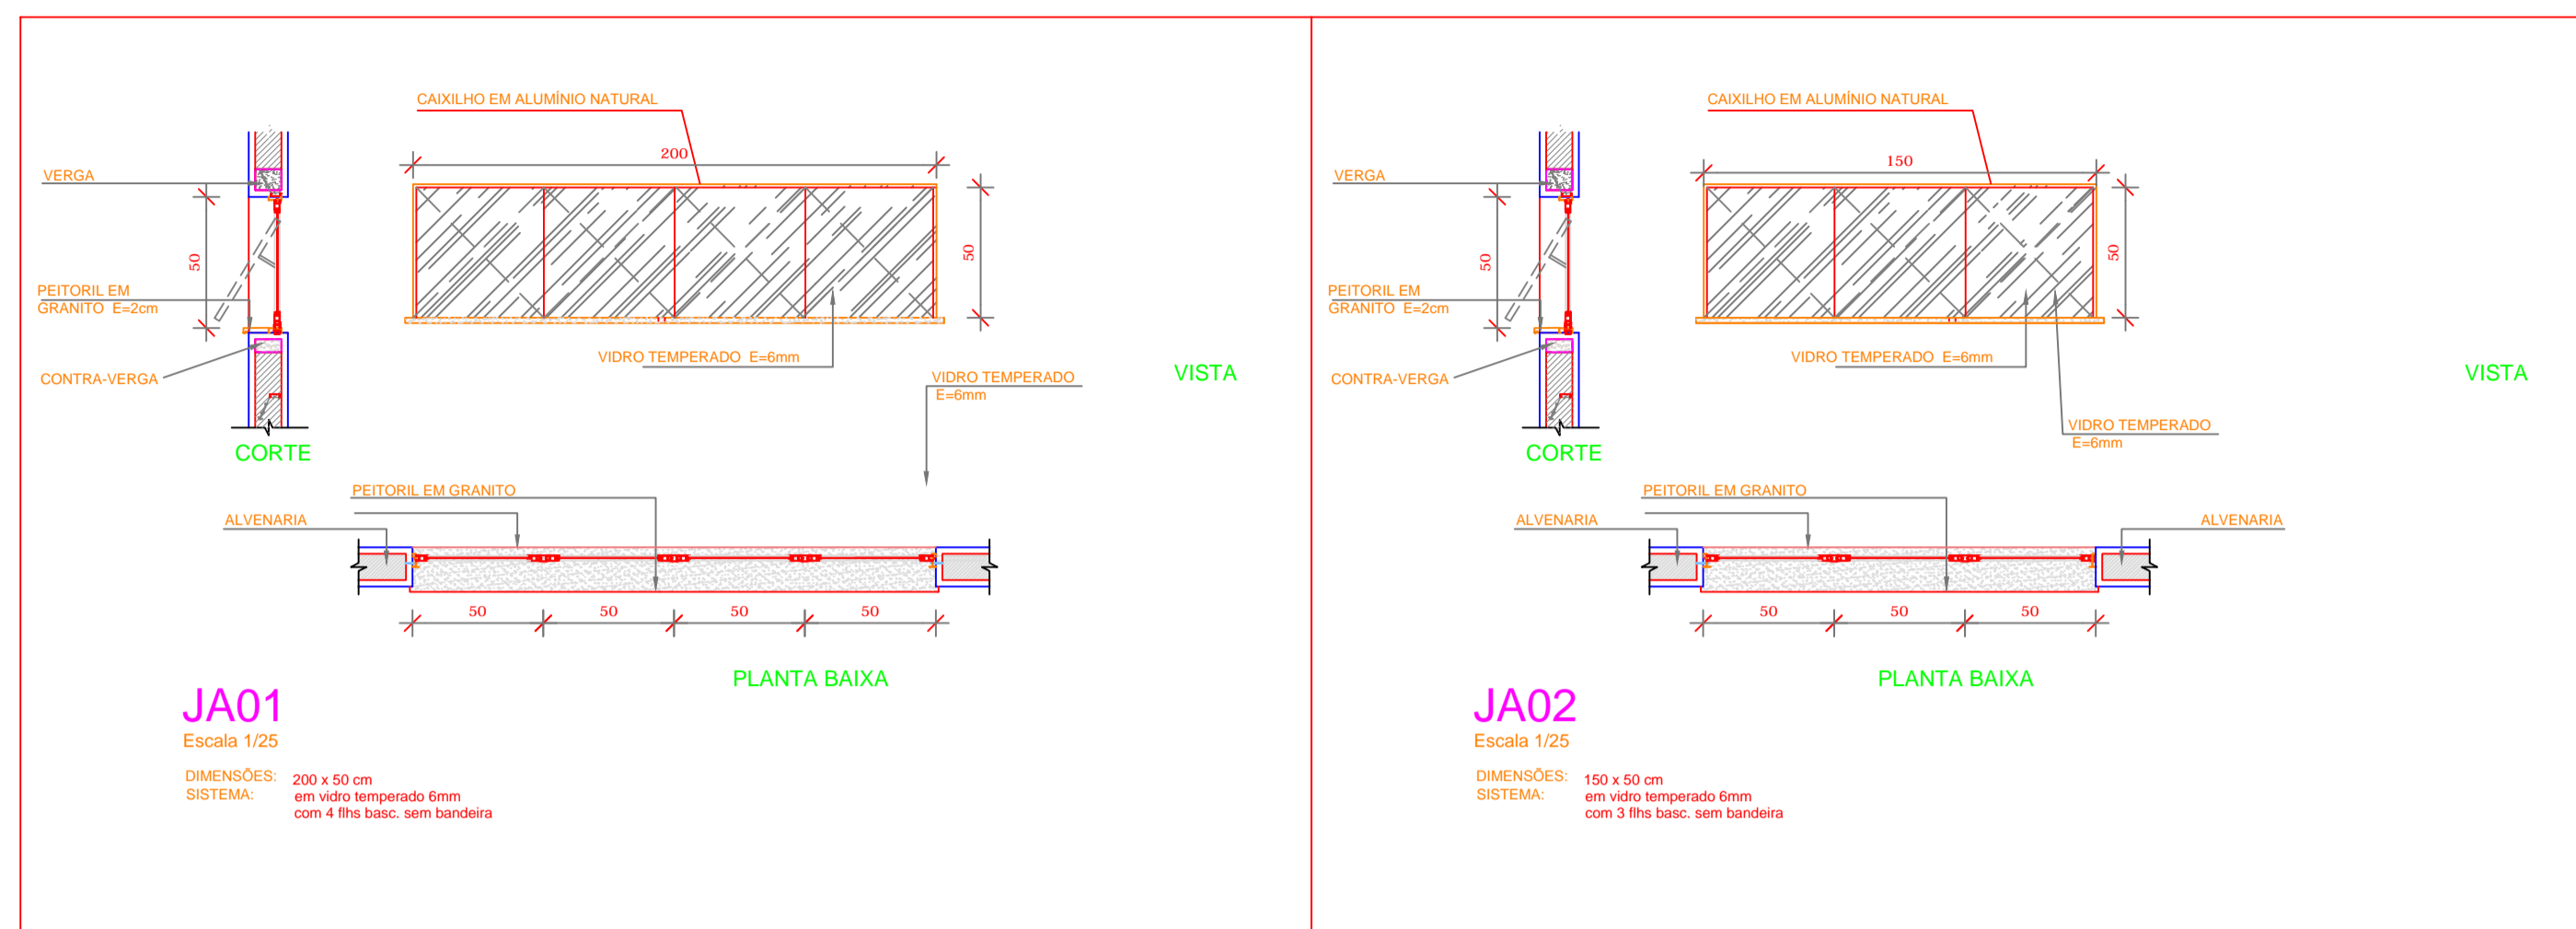 CAIXILHO EM ALUMÍNIO NATURAL
VERGA
200
50
50
PEITORIL EM
GRANITO E=2cm
VIDRO TEMPERADO E=6mm
CONTRA-VERGA
VIDRO TEMPERADO
E=6mm
VISTA
CORTE
PEITORIL EM GRANITO
ALVENARIA
50
50
50
50
PLANTA BAIXA
JA01
Escala 1/25
DIMENSÕES: 200 x 50 cm
SISTEMA: em vidro temperado 6mm
com 4 flhs basc. sem bandeira
CAIXILHO EM ALUMÍNIO NATURAL
VERGA
150
50
50
PEITORIL EM
GRANITO E=2cm
VIDRO TEMPERADO E=6mm
CONTRA-VERGA
VISTA
VIDRO TEMPERADO
E=6mm
CORTE
PEITORIL EM GRANITO
ALVENARIA
ALVENARIA
50
50
50
PLANTA BAIXA
JA02
Escala 1/25
DIMENSÕES: 150 x 50 cm
SISTEMA: em vidro temperado 6mm
com 3 flhs basc. sem bandeira